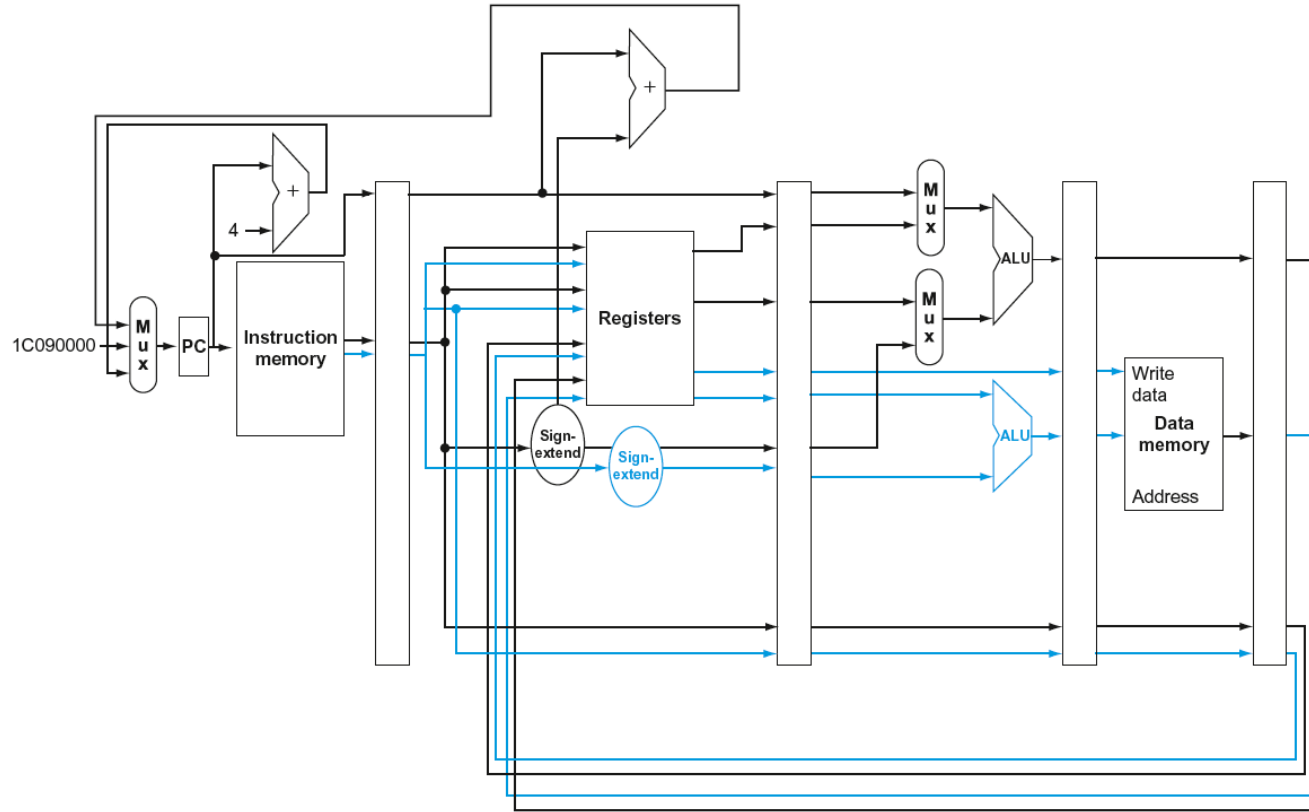 +
+
4
1C090000
M
u
x
PC
Instruction
memory
Registers
Sign-
extend
Sign-
extend
M
u
x
M
u
x
ALU
ALU
Write
data
Data
memory
Address